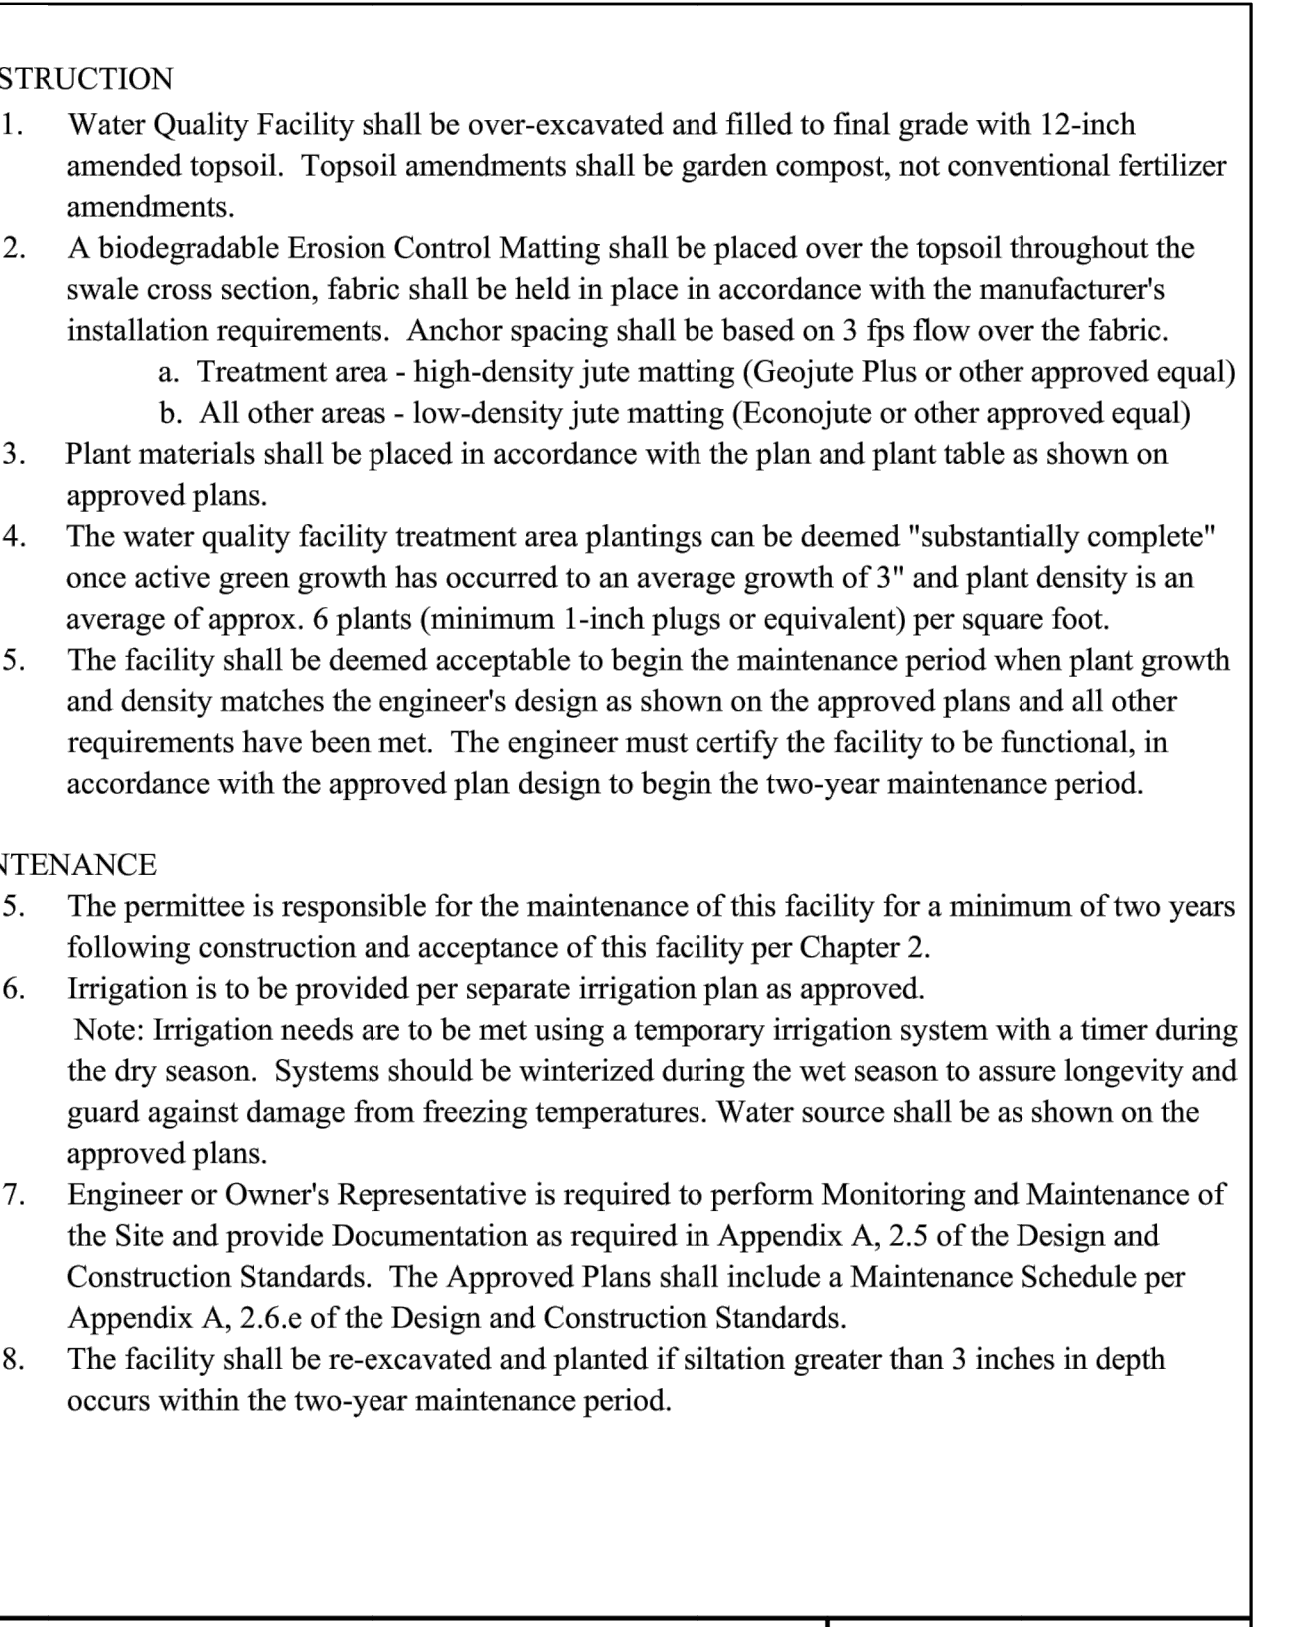 STRUCTION
1. Water Quality Facility shall be over-excavated and filled to final grade with 12-inch
amended topsoil. Topsoil amendments shall be garden compost, not conventional fertilizer
amendments.
2. A biodegradable Erosion Control Matting shall be placed over the topsoil throughout the
swale cross section, fabric shall be held in place in accordance with the manufacturer's
installation requirements. Anchor spacing shall be based on 3 fps flow over the fabric.
a. Treatment area - high-density jute matting (Geojute Plus or other approved equal)
b. All other areas - low-density jute matting (Econojute or other approved equal)
3. Plant materials shall be placed in accordance with the plan and plant table as shown on
approved plans.
4. The water quality facility treatment area plantings can be deemed "substantially complete"
once active green growth has occurred to an average growth of 3" and plant density is an
average of approx. 6 plants (minimum 1-inch plugs or equivalent) per square foot.
5. The facility shall be deemed acceptable to begin the maintenance period when plant growth
and density matches the engineer's design as shown on the approved plans and all other
requirements have been met. The engineer must certify the facility to be functional, in
accordance with the approved plan design to begin the two-year maintenance period.
NTENANCE
5. The permittee is responsible for the maintenance of this facility for a minimum of two years
following construction and acceptance of this facility per Chapter 2.
6. Irrigation is to be provided per separate irrigation plan as approved.
Note: Irrigation needs are to be met using a temporary irrigation system with a timer during
the dry season. Systems should be winterized during the wet season to assure longevity and
guard against damage from freezing temperatures. Water source shall be as shown on the
approved plans.
7. Engineer or Owner's Representative is required to perform Monitoring and Maintenance of
the Site and provide Documentation as required in Appendix A, 2.5 of the Design and
Construction Standards. The Approved Plans shall include a Maintenance Schedule per
Appendix A, 2.6.e of the Design and Construction Standards.
8. The facility shall be re-excavated and planted if siltation greater than 3 inches in depth
occurs within the two-year maintenance period.